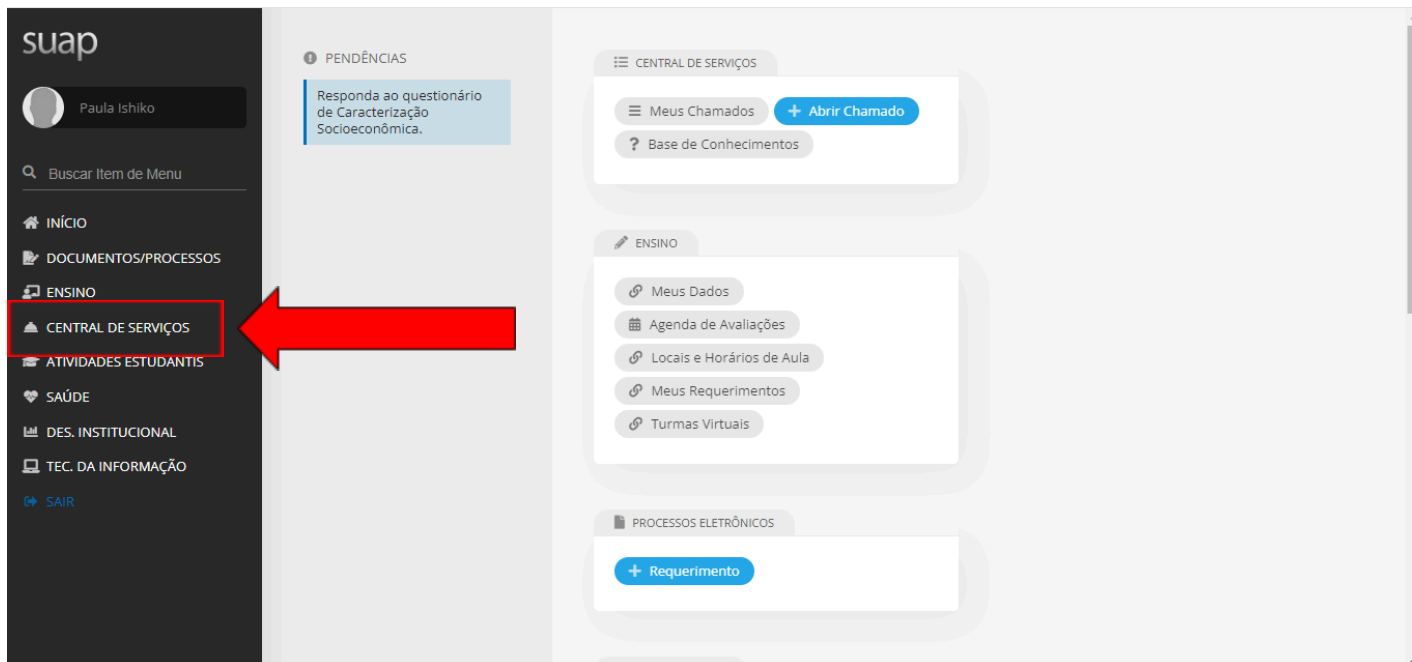 suap
Paula Ishiko
Buscar Item de Menu
INÍCIO
DOCUMENTOS/PROCESSOS
ENSINO
CENTRAL DE SERVIÇOS
ATIVIDADES ESTUDANTIS
SAÚDE
DES. INSTITUCIONAL
TEC. DA INFORMAÇÃO
SAIR
PENDÊNCIAS
Responda ao questionário
de Caracterização
Socioeconômica.
CENTRAL DE SERVIÇOS
Meus Chamados
+ Abrir Chamado
? Base de Conhecimentos
ENSINO
Meus Dados
Agenda de Avaliações
Locais e Horários de Aula
Meus Requerimentos
Turmas Virtuais
PROCESSOS ELETRÔNICOS
+ Requerimento